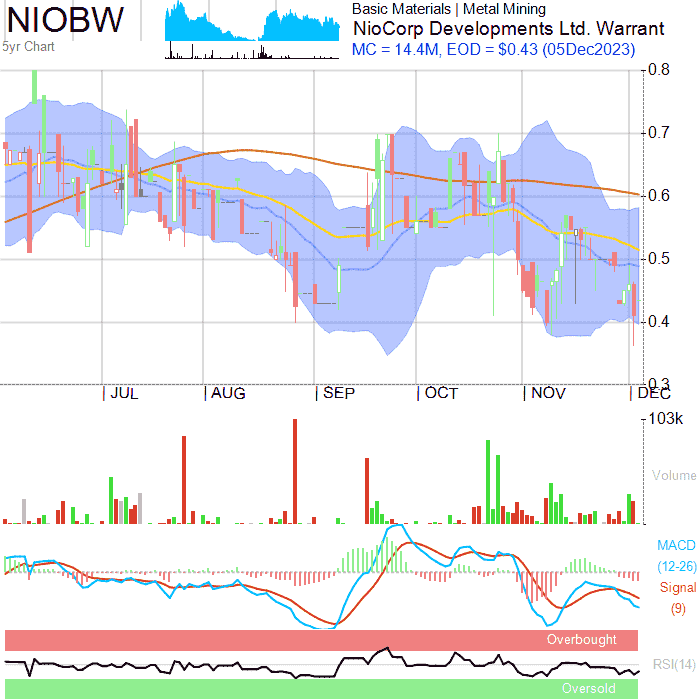 NIOBW
5yr Chart
Basic Materials | Metal Mining
NioCorp Developments Ltd. Warrant
MC = 14.4M, EOD = $0.43 (05Dec2023)
0.8
0.7
0.6
0.5
0.4
0.3
JUL AUG SEP OCT NOV DEC
103k
Volume
MACD
(12-26)
Signal
(9)
Overbought
RSI(14)
Oversold